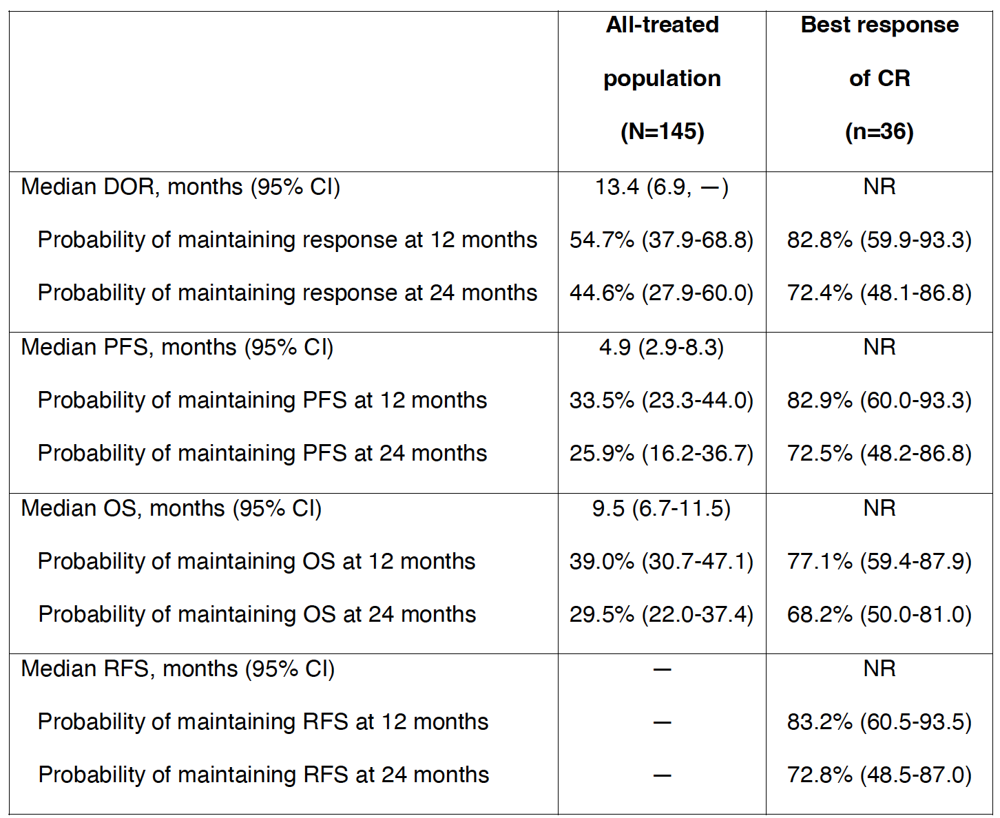 All-treated
population
(N=145)
Best response
of CR
(n=36)
Median DOR, months (95% CI) 13.4 (6.9, —) NR
Probability of maintaining response at 12 months 54.7% (37.9-68.8) 82.8% (59.9-93.3)
Probability of maintaining response at 24 months 44.6% (27.9-60.0) 72.4% (48.1-86.8)
Median PFS, months (95% CI) 4.9 (2.9-8.3) NR
Probability of maintaining PFS at 12 months 33.5% (23.3-44.0) 82.9% (60.0-93.3)
Probability of maintaining PFS at 24 months 25.9% (16.2-36.7) 72.5% (48.2-86.8)
Median OS, months (95% CI) 9.5 (6.7-11.5) NR
Probability of maintaining OS at 12 months 39.0% (30.7-47.1) 77.1% (59.4-87.9)
Probability of maintaining OS at 24 months 29.5% (22.0-37.4) 68.2% (50.0-81.0)
Median RFS, months (95% CI) — NR
Probability of maintaining RFS at 12 months — 83.2% (60.5-93.5)
Probability of maintaining RFS at 24 months — 72.8% (48.5-87.0)